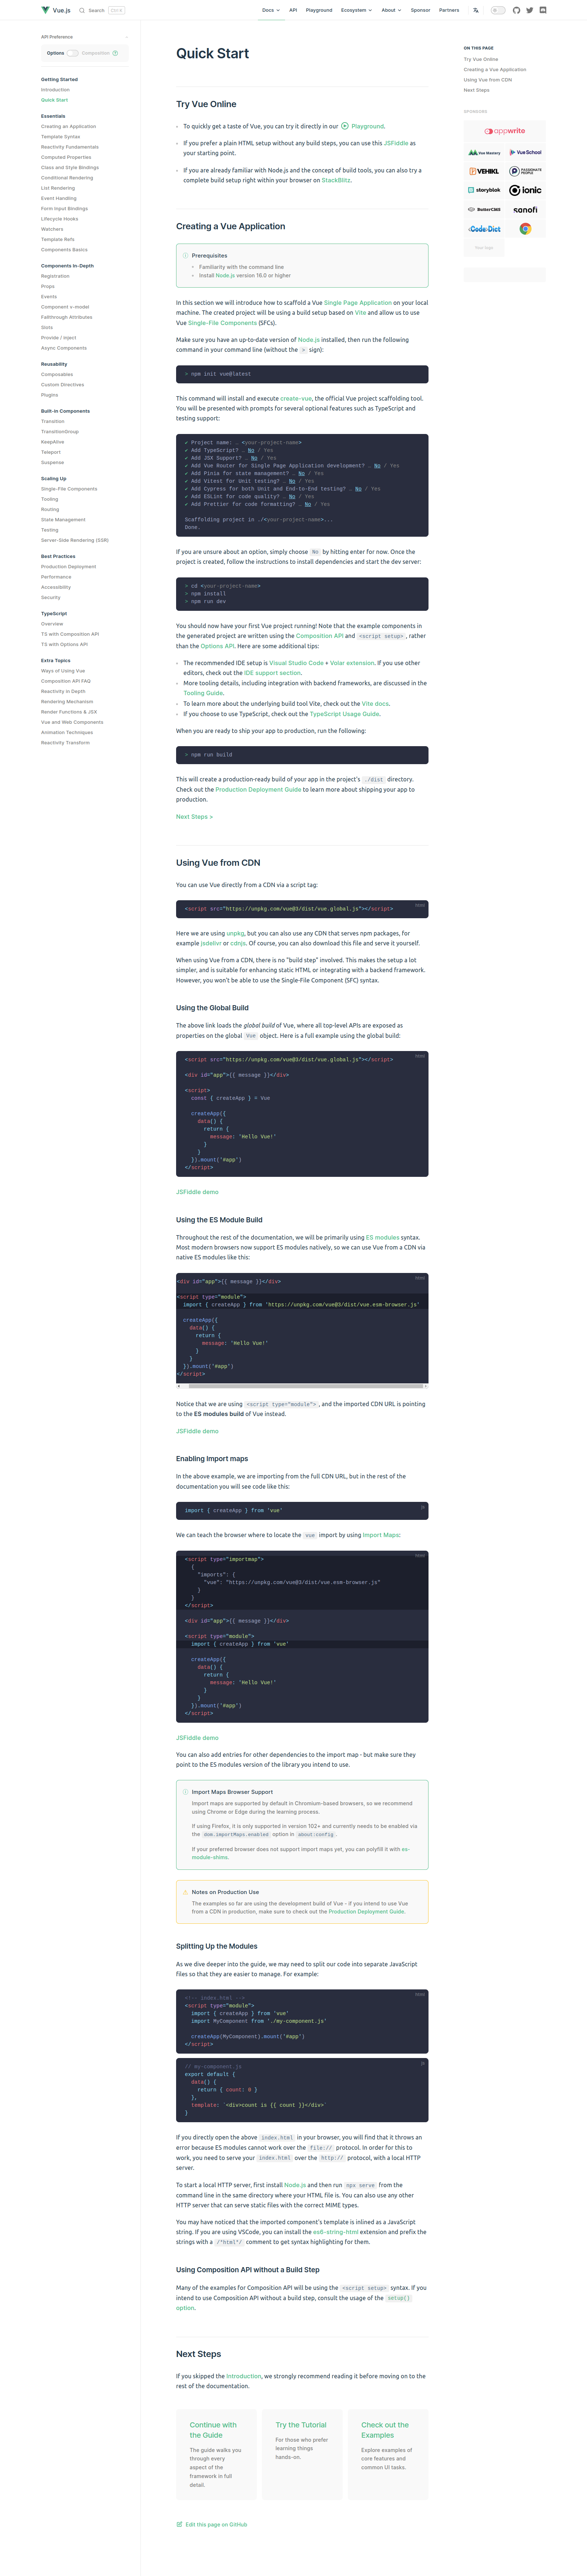 Vue.js
Search
Ctrl K
Docs
API
Playground
Ecosystem
About
Sponsor
Partners
API Preference
Options
Composition
?
Getting Started
Introduction
Quick Start
Essentials
Creating an Application
Template Syntax
Reactivity Fundamentals
Computed Properties
Class and Style Bindings
Conditional Rendering
List Rendering
Event Handling
Form Input Bindings
Lifecycle Hooks
Watchers
Template Refs
Components Basics
Components In-Depth
Registration
Props
Events
Component v-model
Fallthrough Attributes
Slots
Provide / inject
Async Components
Reusability
Composables
Custom Directives
Plugins
Built-in Components
Transition
TransitionGroup
KeepAlive
Teleport
Suspense
Scaling Up
Single-File Components
Tooling
Routing
State Management
Testing
Server-Side Rendering (SSR)
Best Practices
Production Deployment
Performance
Accessibility
Security
TypeScript
Overview
TS with Composition API
TS with Options API
Extra Topics
Ways of Using Vue
Composition API FAQ
Reactivity in Depth
Rendering Mechanism
Render Functions & JSX
Vue and Web Components
Animation Techniques
Reactivity Transform
Quick Start
Try Vue Online
To quickly get a taste of Vue, you can try it directly in our Playground.
If you prefer a plain HTML setup without any build steps, you can use this JSFiddle as
your starting point.
If you are already familiar with Node.js and the concept of build tools, you can also try a
complete build setup right within your browser on StackBlitz.
Creating a Vue Application
Prerequisites
Familiarity with the command line
Install Node.js version 16.0 or higher
In this section we will introduce how to scaffold a Vue Single Page Application on your local
machine. The created project will be using a build setup based on Vite and allow us to use
Vue Single-File Components (SFCs).
Make sure you have an up-to-date version of Node.js installed, then run the following
command in your command line (without the > sign):
> npm init vue@latest
This command will install and execute create-vue, the official Vue project scaffolding tool.
You will be presented with prompts for several optional features such as TypeScript and
testing support:
✔ Project name: … <your-project-name>
✔ Add TypeScript? … No / Yes
✔ Add JSX Support? … No / Yes
✔ Add Vue Router for Single Page Application development? … No / Yes
✔ Add Pinia for state management? … No / Yes
✔ Add Vitest for Unit testing? … No / Yes
✔ Add Cypress for both Unit and End-to-End testing? … No / Yes
✔ Add ESLint for code quality? … No / Yes
✔ Add Prettier for code formatting? … No / Yes
Scaffolding project in ./<your-project-name>...
Done.
If you are unsure about an option, simply choose No by hitting enter for now. Once the
project is created, follow the instructions to install dependencies and start the dev server:
> cd <your-project-name>
> npm install
> npm run dev
You should now have your first Vue project running! Note that the example components in
the generated project are written using the Composition API and <script setup> , rather
than the Options API. Here are some additional tips:
The recommended IDE setup is Visual Studio Code + Volar extension. If you use other
editors, check out the IDE support section.
More tooling details, including integration with backend frameworks, are discussed in the
Tooling Guide.
To learn more about the underlying build tool Vite, check out the Vite docs.
If you choose to use TypeScript, check out the TypeScript Usage Guide.
When you are ready to ship your app to production, run the following:
> npm run build
This will create a production-ready build of your app in the project's ./dist directory.
Check out the Production Deployment Guide to learn more about shipping your app to
production.
Next Steps >
Using Vue from CDN
You can use Vue directly from a CDN via a script tag:
html
<script src="https://unpkg.com/vue@3/dist/vue.global.js"></script>
Here we are using unpkg, but you can also use any CDN that serves npm packages, for
example jsdelivr or cdnjs. Of course, you can also download this file and serve it yourself.
When using Vue from a CDN, there is no "build step" involved. This makes the setup a lot
simpler, and is suitable for enhancing static HTML or integrating with a backend framework.
However, you won't be able to use the Single-File Component (SFC) syntax.
Using the Global Build
The above link loads the global build of Vue, where all top-level APIs are exposed as
properties on the global Vue object. Here is a full example using the global build:
html
<script src="https://unpkg.com/vue@3/dist/vue.global.js"></script>
<div id="app">{{ message }}</div>
<script>
const { createApp } = Vue
createApp({
data() {
return {
message: 'Hello Vue!'
}
}
}).mount('#app')
</script>
JSFiddle demo
Using the ES Module Build
Throughout the rest of the documentation, we will be primarily using ES modules syntax.
Most modern browsers now support ES modules natively, so we can use Vue from a CDN via
native ES modules like this:
html
<div id="app">{{ message }}</div>
<script type="module">
import { createApp } from 'https://unpkg.com/vue@3/dist/vue.esm-browser.js'
createApp({
data() {
return {
message: 'Hello Vue!'
}
}
}).mount('#app')
</script>
Notice that we are using <script type="module"> , and the imported CDN URL is pointing
to the ES modules build of Vue instead.
JSFiddle demo
Enabling Import maps
In the above example, we are importing from the full CDN URL, but in the rest of the
documentation you will see code like this:
js
import { createApp } from 'vue'
We can teach the browser where to locate the vue import by using Import Maps:
html
<script type="importmap">
{
"imports": {
"vue": "https://unpkg.com/vue@3/dist/vue.esm-browser.js"
}
}
</script>
<div id="app">{{ message }}</div>
<script type="module">
import { createApp } from 'vue'
createApp({
data() {
return {
message: 'Hello Vue!'
}
}
}).mount('#app')
</script>
JSFiddle demo
You can also add entries for other dependencies to the import map - but make sure they
point to the ES modules version of the library you intend to use.
Import Maps Browser Support
Import maps are supported by default in Chromium-based browsers, so we recommend
using Chrome or Edge during the learning process.
If using Firefox, it is only supported in version 102+ and currently needs to be enabled via
the dom.importMaps.enabled option in about:config .
If your preferred browser does not support import maps yet, you can polyfill it with es-
module-shims.
Notes on Production Use
The examples so far are using the development build of Vue - if you intend to use Vue
from a CDN in production, make sure to check out the Production Deployment Guide.
Splitting Up the Modules
As we dive deeper into the guide, we may need to split our code into separate JavaScript
files so that they are easier to manage. For example:
html
<!-- index.html -->
<script type="module">
import { createApp } from 'vue'
import MyComponent from './my-component.js'
createApp(MyComponent).mount('#app')
</script>
js
// my-component.js
export default {
data() {
return { count: 0 }
},
template: `<div>count is {{ count }}</div>`
}
If you directly open the above index.html in your browser, you will find that it throws an
error because ES modules cannot work over the file:// protocol. In order for this to
work, you need to serve your index.html over the http:// protocol, with a local HTTP
server.
To start a local HTTP server, first install Node.js and then run npx serve from the
command line in the same directory where your HTML file is. You can also use any other
HTTP server that can serve static files with the correct MIME types.
You may have noticed that the imported component's template is inlined as a JavaScript
string. If you are using VSCode, you can install the es6-string-html extension and prefix the
strings with a /*html*/ comment to get syntax highlighting for them.
Using Composition API without a Build Step
Many of the examples for Composition API will be using the <script setup> syntax. If you
intend to use Composition API without a build step, consult the usage of the setup()
option.
Next Steps
If you skipped the Introduction, we strongly recommend reading it before moving on to the
rest of the documentation.
Continue with
the Guide
The guide walks you
through every
aspect of the
framework in full
detail.
Try the Tutorial
For those who prefer
learning things
hands-on.
Check out the
Examples
Explore examples of
core features and
common UI tasks.
Edit this page on GitHub
ON THIS PAGE
Try Vue Online
Creating a Vue Application
Using Vue from CDN
Next Steps
SPONSORS
appwrite
Vue Mastery
Vue School
VEHIKL
PASSIONATE
PEOPLE
storyblok
ionic
ButterCMS
sanofi
CodeDict
Your logo